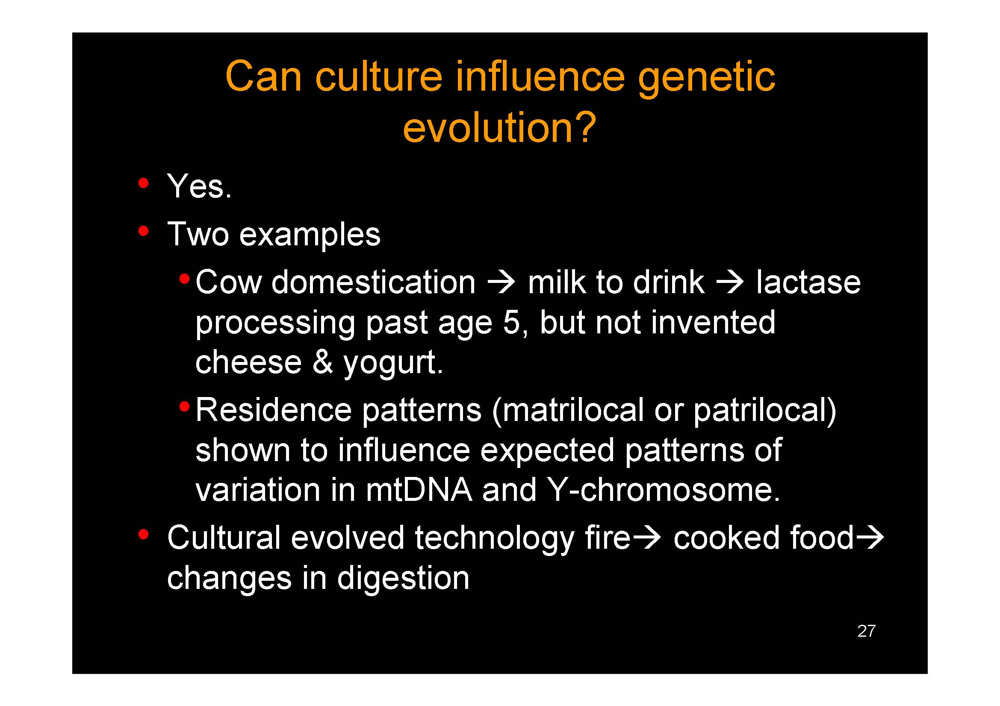 Can culture influence genetic
evolution?
• Yes.
• Two examples
• Cow domestication → milk to drink → lactase
processing past age 5, but not invented
cheese & yogurt.
• Residence patterns (matrilocal or patrilocal)
shown to influence expected patterns of
variation in mtDNA and Y-chromosome.
• Cultural evolved technology fire→ cooked food→
changes in digestion
27